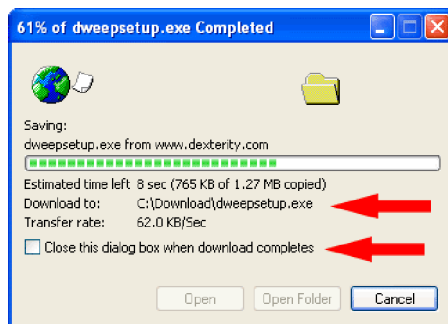 61% of dweepsetup.exe Completed
Saving:
dweepsetup.exe from www.dexterity.com
Estimated time left 8 sec (765 KB of 1.27 MB copied)
Download to: C:\Download\dweepsetup.exe
Transfer rate: 62.0 KB/Sec
Close this dialog box when download completes
Open Open Folder Cancel